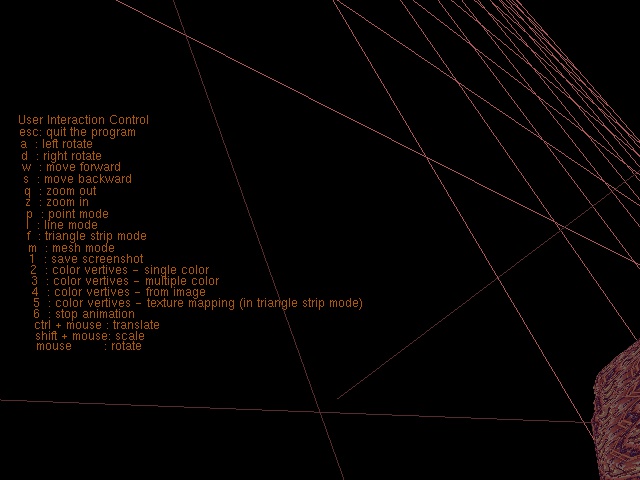 User Interaction Control
esc: quit the program
a : left rotate
d : right rotate
w : move forward
s : move backward
q : zoom out
z : zoom in
p : point mode
l : line mode
f : triangle strip mode
m : mesh mode
1 : save screenshot
2 : color vertives - single color
3 : color vertives - multiple color
4 : color vertives - from image
5 : color vertives - texture mapping (in triangle strip mode)
6 : stop animation
ctrl + mouse : translate
shift + mouse: scale
mouse : rotate